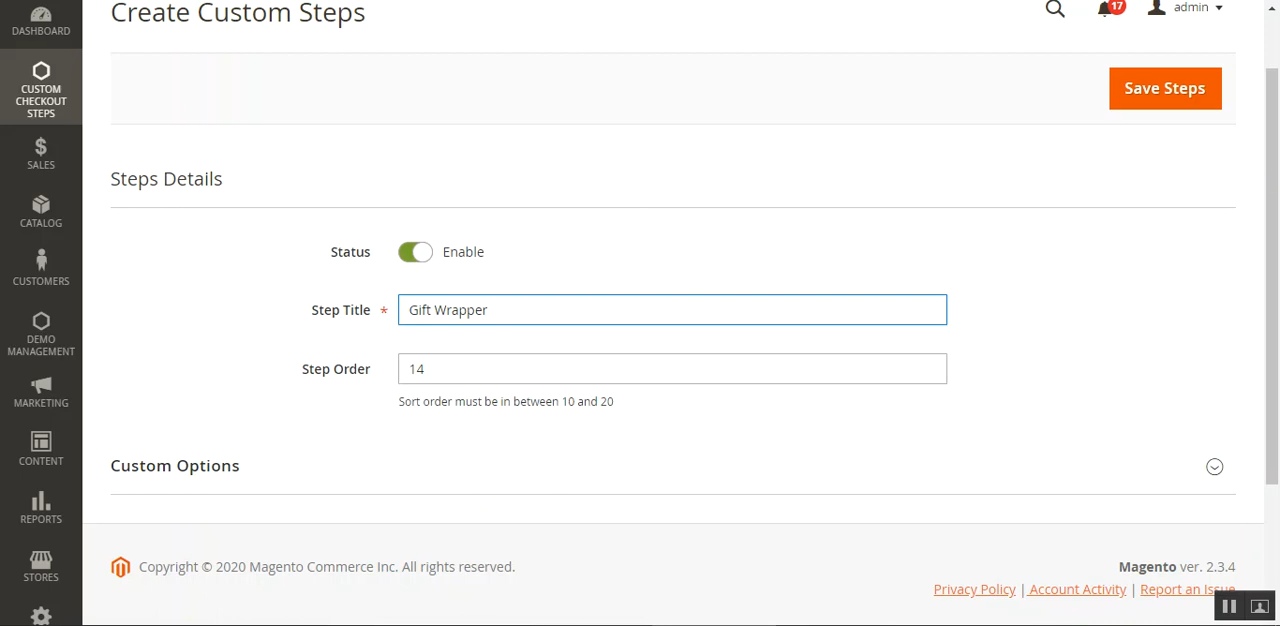 Create Custom Steps
17
admin
Save Steps
DASHBOARD
CUSTOM
CHECKOUT
STEPS
SALES
CATALOG
CUSTOMERS
DEMO
MANAGEMENT
MARKETING
CONTENT
REPORTS
STORES
Steps Details
Status Enable
Step Title * Gift Wrapper
Step Order 14
Sort order must be in between 10 and 20
Custom Options
Copyright © 2020 Magento Commerce Inc. All rights reserved.
Magento ver. 2.3.4
Privacy Policy | Account Activity | Report an Issue